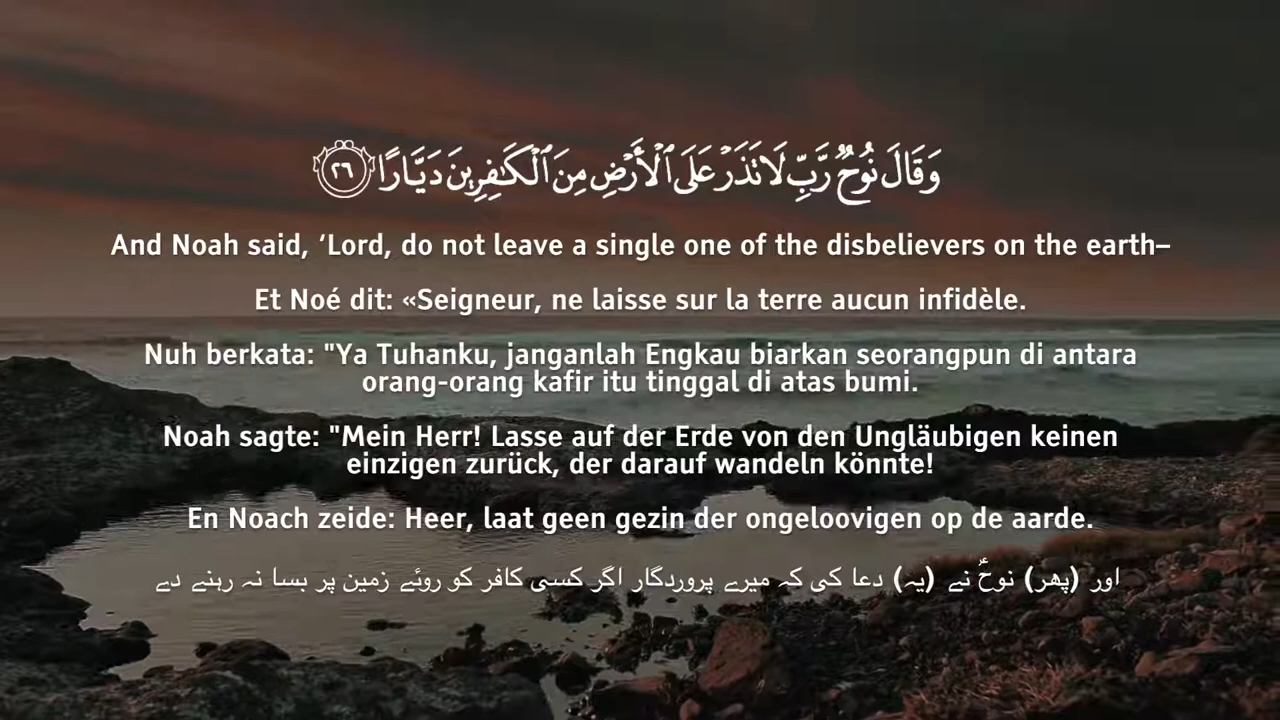 وَقَالَ نُوحٌ رَّبِّ لَا تَذَرْ عَلَى ٱلْأَرْضِ مِنَ ٱلْكَـٰفِرِينَ دَيَّارًا ٢٦
And Noah said, ‘Lord, do not leave a single one of the disbelievers on the earth–
Et Noé dit: «Seigneur, ne laisse sur la terre aucun infidèle.
Nuh berkata: "Ya Tuhanku, janganlah Engkau biarkan seorangpun di antara
orang-orang kafir itu tinggal di atas bumi.
Noah sagte: "Mein Herr! Lasse auf der Erde von den Ungläubigen keinen
einzigen zurück, der darauf wandeln könnte!
En Noach zeide: Heer, laat geen gezin der ongeloovigen op de aarde.
اور (پھر) نوحؑ نے (یہ) دعا کی کہ میرے پروردگار اگر کسی کافر کو روئے زمین پر بسا نہ رہنے دے